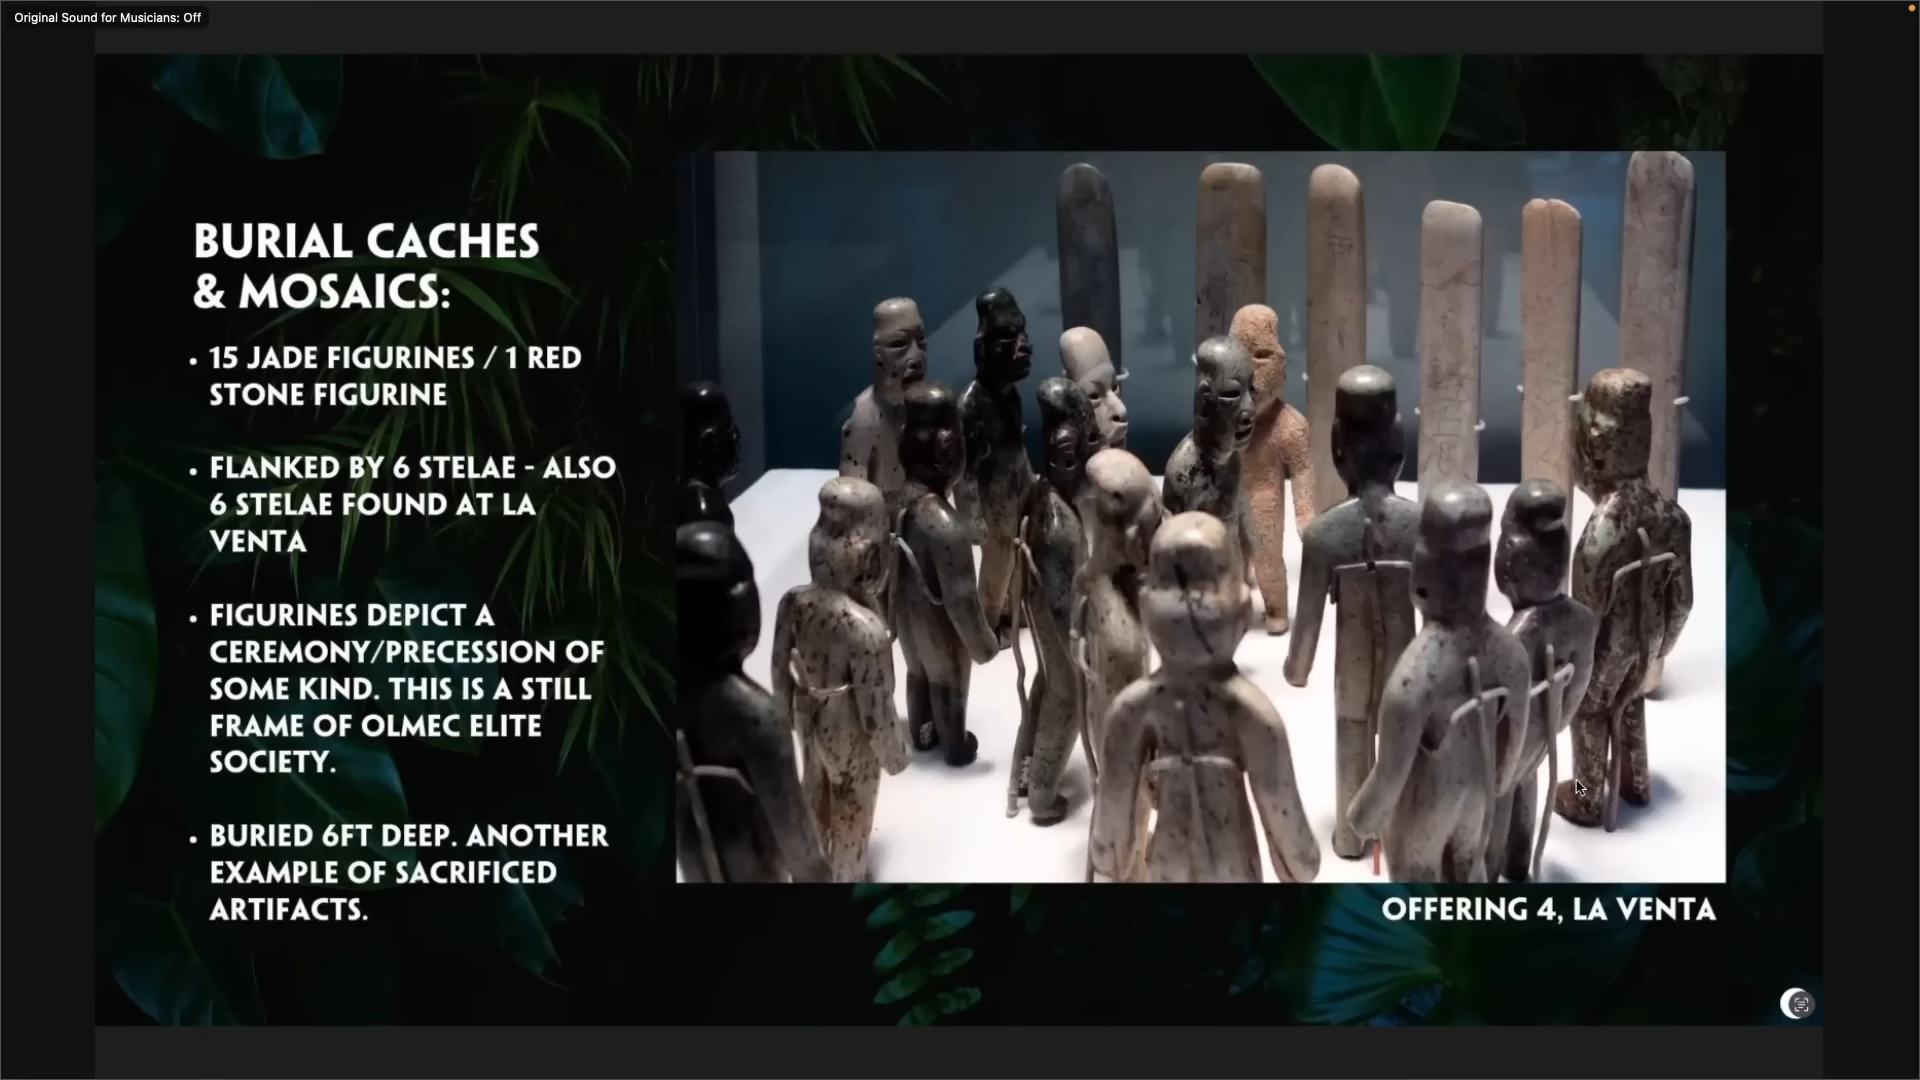 Original Sound for Musicians: Off
BURIAL CACHES
& MOSAICS:
• 15 JADE FIGURINES / 1 RED
STONE FIGURINE
• FLANKED BY 6 STELAE - ALSO
6 STELAE FOUND AT LA
VENTA
• FIGURINES DEPICT A
CEREMONY/PRECESSION OF
SOME KIND. THIS IS A STILL
FRAME OF OLMEC ELITE
SOCIETY.
• BURIED 6FT DEEP. ANOTHER
EXAMPLE OF SACRIFICED
ARTIFACTS.
OFFERING 4, LA VENTA